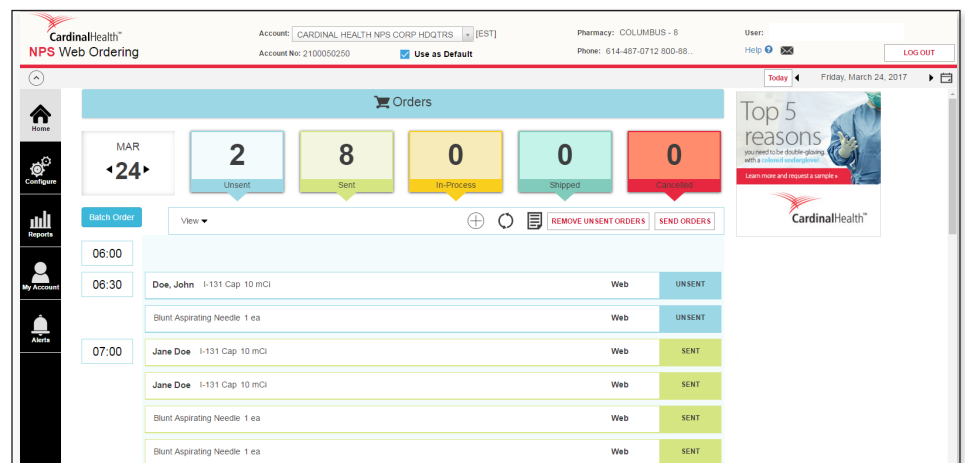 CardinalHealth™
NPS Web Ordering
Account: CARDINAL HEALTH NPS CORP HDQTRS [EST]
Account No: 2100050250 Use as Default
Pharmacy: COLUMBUS - 8
Phone: 614-487-0712 800-88..
User:
Help
LOG OUT
Today Friday, March 24, 2017
Home
Configure
Reports
My Account
Alerts
Orders
MAR
24
2
Unsent
8
Sent
0
In-Process
0
Shipped
0
Cancelled
Batch Order
View
REMOVE UNSENT ORDERS
SEND ORDERS
06:00
06:30 Doe, John I-131 Cap 10 mCi Web UNSENT
Blunt Aspirating Needle 1 ea Web UNSENT
07:00 Jane Doe I-131 Cap 10 mCi Web SENT
Jane Doe I-131 Cap 10 mCi Web SENT
Blunt Aspirating Needle 1 ea Web SENT
Blunt Aspirating Needle 1 ea Web SENT
Top 5
reasons
you need to be double-gloving
with a colored undergloves!
Learn more and request a sample »
CardinalHealth™